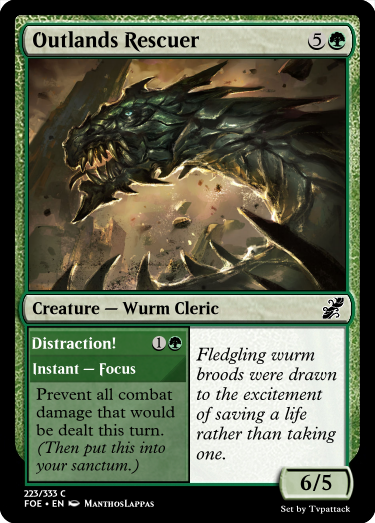 Outlands Rescuer 5
Creature — Wurm Cleric
Distraction! 1
Instant — Focus
Prevent all combat
damage that would
be dealt this turn.
(Then put this into
your sanctum.)
Fledgling wurm
broods were drawn
to the excitement
of saving a life
rather than taking
one.
6/5
223/333 C
FOE • EN ManthosLappas
Set by Tvpattack